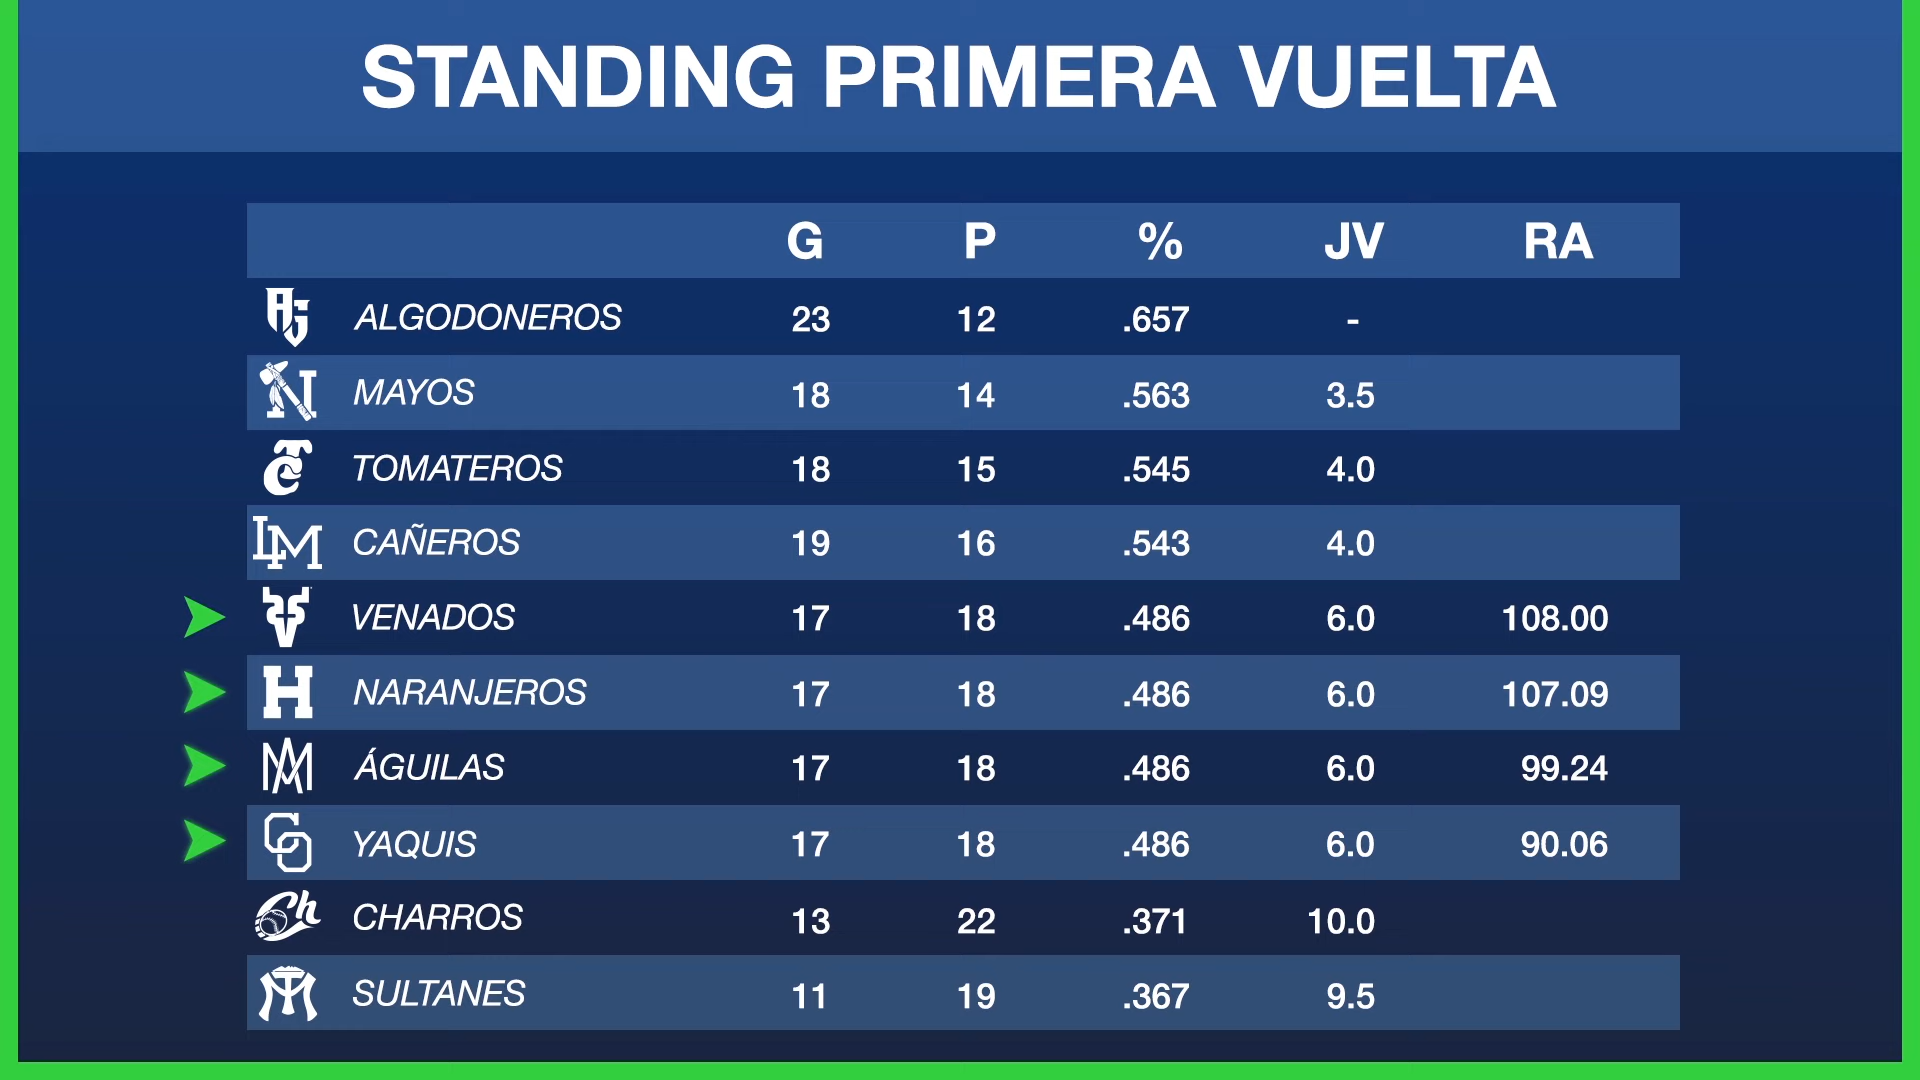 STANDING PRIMERA VUELTA
G P % JV RA
ALGODONEROS 23 12 .657 -
MAYOS 18 14 .563 3.5
TOMATEROS 18 15 .545 4.0
CAÑEROS 19 16 .543 4.0
VENADOS 17 18 .486 6.0 108.00
H NARANJEROS 17 18 .486 6.0 107.09
ÁGUILAS 17 18 .486 6.0 99.24
YAQUIS 17 18 .486 6.0 90.06
Ch CHARROS 13 22 .371 10.0
SULTANES 11 19 .367 9.5